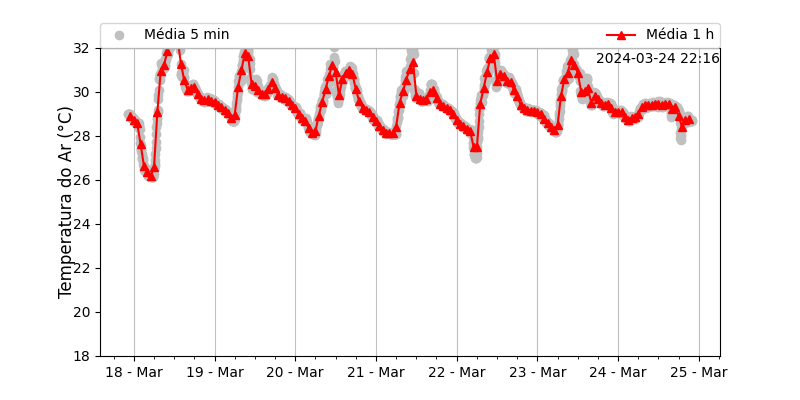 Média 5 min
Média 1 h
2024-03-24 22:16
Temperatura do Ar (°C)
32
30
28
26
24
22
20
18
18 - Mar
19 - Mar
20 - Mar
21 - Mar
22 - Mar
23 - Mar
24 - Mar
25 - Mar